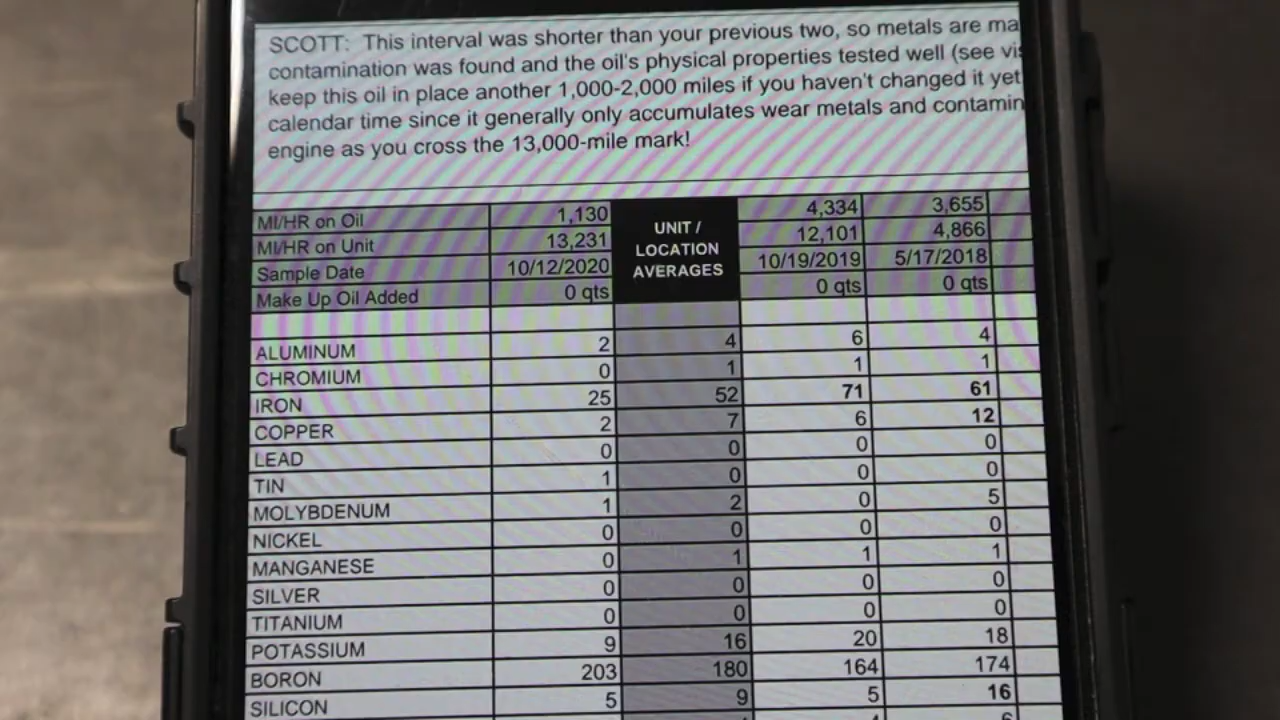 SCOTT: This interval was shorter than your previous two, so metals are ma
contamination was found and the oil's physical properties tested well (see vis
keep this oil in place another 1,000-2,000 miles if you haven't changed it yet
calendar time since it generally only accumulates wear metals and contamin
engine as you cross the 13,000-mile mark!
MI/HR on Oil 1,130 UNIT / LOCATION AVERAGES 4,334 3,655
MI/HR on Unit 13,231 12,101 4,866
Sample Date 10/12/2020 10/19/2019 5/17/2018
Make Up Oil Added 0 qts 0 qts 0 qts
ALUMINUM 2 4 6 4
CHROMIUM 0 1 1 1
IRON 25 52 71 61
COPPER 2 7 6 12
LEAD 0 0 0 0
TIN 1 0 0 0
MOLYBDENUM 1 2 0 5
NICKEL 0 0 0 0
MANGANESE 0 1 1 1
SILVER 0 0 0 0
TITANIUM 0 0 0 0
POTASSIUM 9 16 20 18
BORON 203 180 164 174
SILICON 5 9 5 16